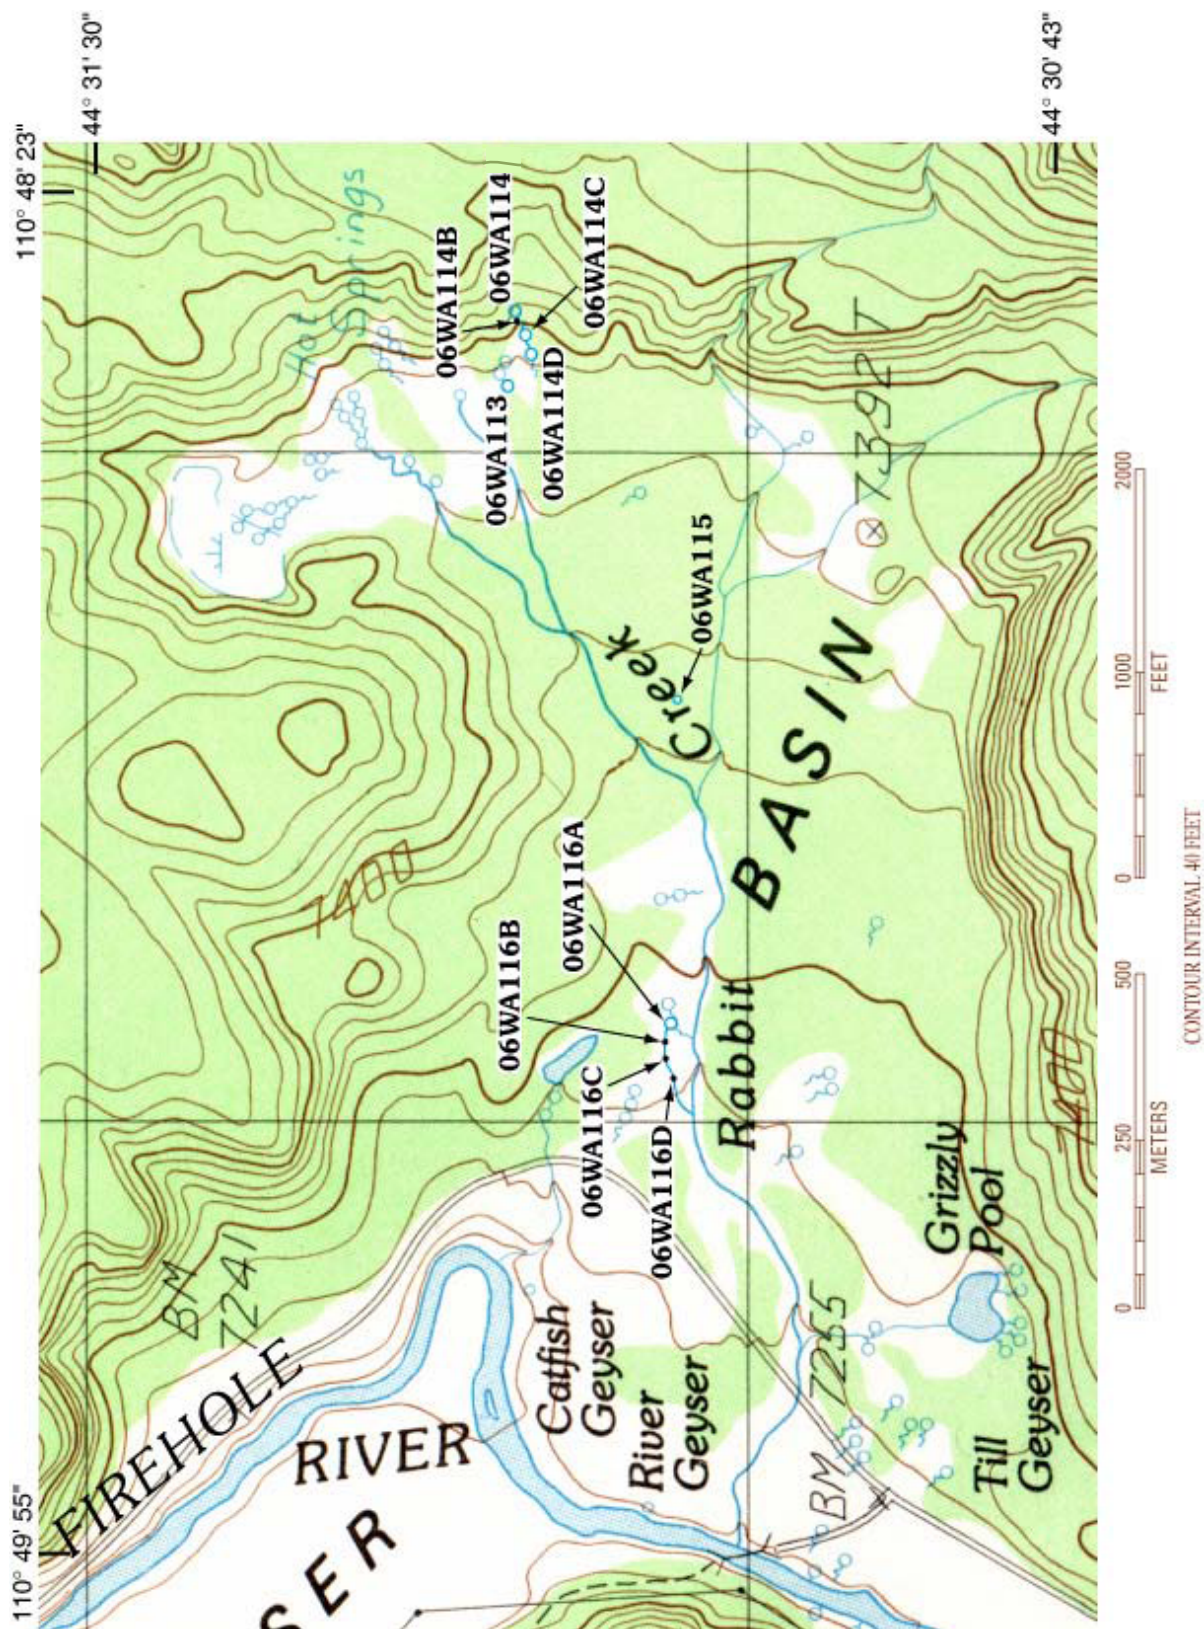 110° 49' 55"
110° 48' 23"
44° 31' 30"
44° 30' 43"
Hot
Springs
06WA114B
06WA114
06WA114C
06WA113
06WA114D
7392T
06WA115
Creek
BASIN
7400
06WA116A
06WA116B
06WA116C
06WA116D
Rabbit
7400
Grizzly
Pool
BM
7241
FIREHOLE
RIVER
SER
Catfish
Geyser
River
Geyser
BM 7255
Till
Geyser
0 1000 2000
FEET
0 250 500
METERS
CONTOUR INTERVAL 40 FEET